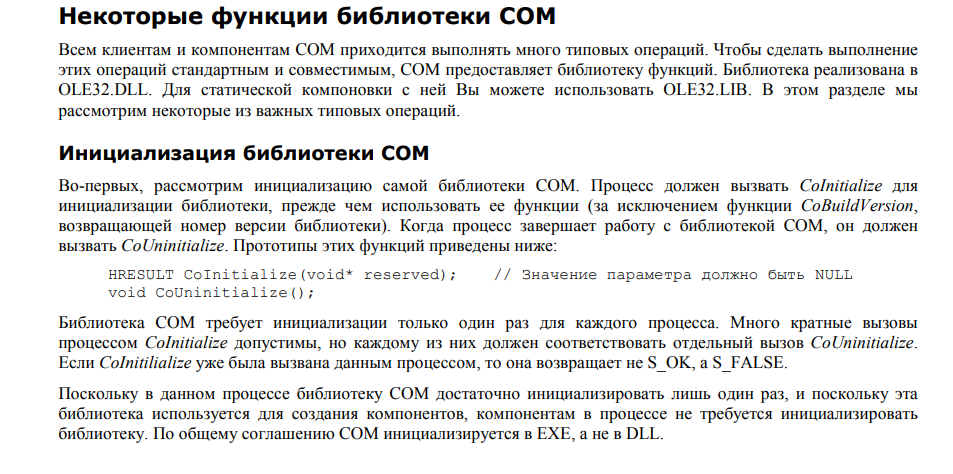 Некоторые функции библиотеки COM
Всем клиентам и компонентам COM приходится выполнять много типовых операций. Чтобы сделать выполнение
этих операций стандартным и совместимым, COM предоставляет библиотеку функций. Библиотека реализована в
OLE32.DLL. Для статической компоновки с ней Вы можете использовать OLE32.LIB. В этом разделе мы
рассмотрим некоторые из важных типовых операций.
Инициализация библиотеки COM
Во-первых, рассмотрим инициализацию самой библиотеки COM. Процесс должен вызвать CoInitialize для
инициализации библиотеки, прежде чем использовать ее функции (за исключением функции CoBuildVersion,
возвращающей номер версии библиотеки). Когда процесс завершает работу с библиотекой COM, он должен
вызвать CoUninitialize. Прототипы этих функций приведены ниже:
HRESULT CoInitialize(void* reserved);    // Значение параметра должно быть NULL
void CoUninitialize();
Библиотека COM требует инициализации только один раз для каждого процесса. Много кратные вызовы
процессом CoInitialize допустимы, но каждому из них должен соответствовать отдельный вызов CoUninitialize.
Если CoInitilialize уже была вызвана данным процессом, то она возвращает не S_OK, а S_FALSE.
Поскольку в данном процессе библиотеку COM достаточно инициализировать лишь один раз, и поскольку эта
библиотека используется для создания компонентов, компонентам в процессе не требуется инициализировать
библиотеку. По общему соглашению COM инициализируется в EXE, а не в DLL.